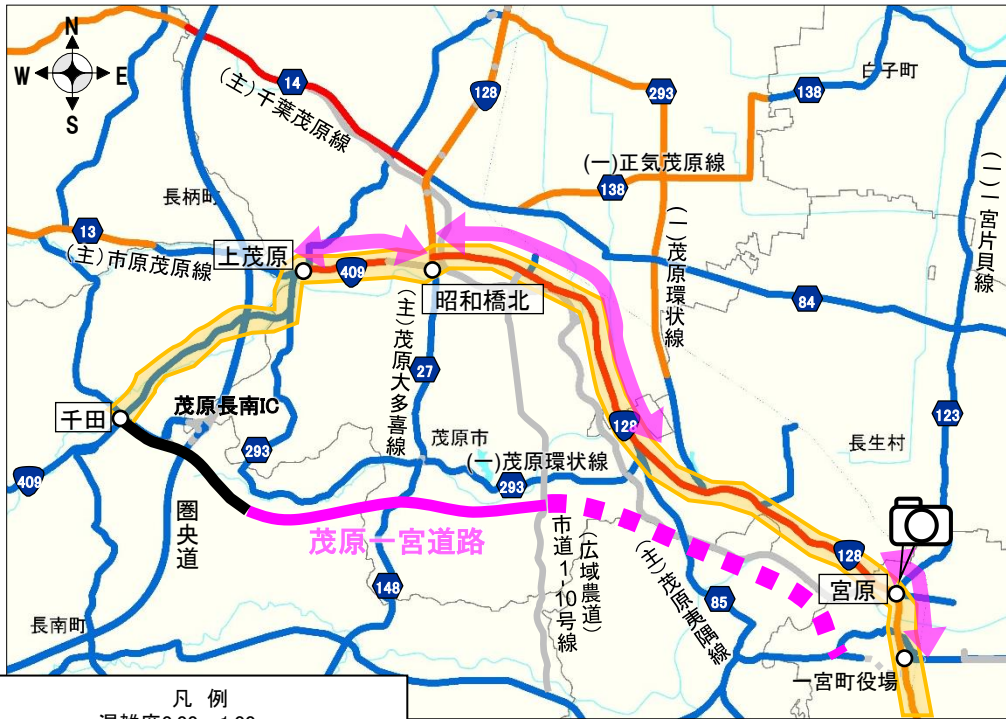 N
W E
S
14
(主)千葉茂原線
128
293
138
白子町
(一)正気茂原線
138
(一)一宮片貝線
長柄町
13
(主)市原茂原線
上茂原
409
昭和橋北
(主)茂原大多喜線
(一)茂原環状線
84
27
千田
茂原長南IC
128
123
409
293
茂原市
(一)茂原環状線
293
長生村
圏央道
茂原一宮道路
市道1-10号線
(広域農道)
(主)茂原夷隅線
128
宮原
148
85
長南町
一宮町役場
凡 例